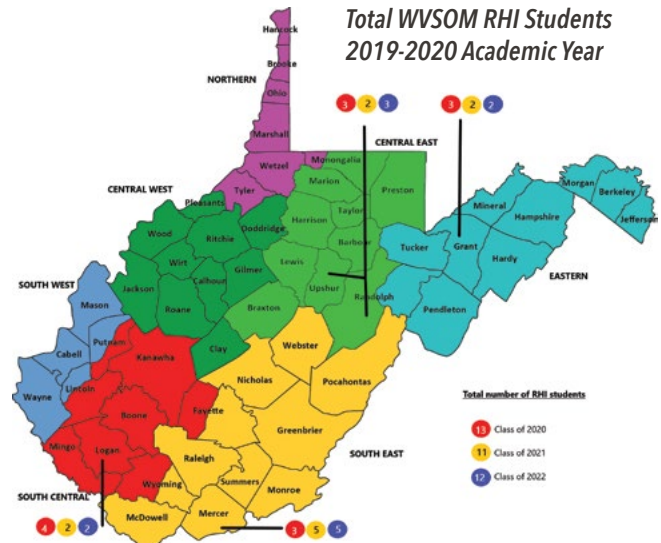 Total WVSOM RHI Students
2019-2020 Academic Year
Hancock
Brooke
NORTHERN
Ohio
3 2 3
3 2 2
Marshall
CENTRAL EAST
Wetzel
Monongalia
Marion
Preston
Morgan
CENTRAL WEST
Tyler
Berkeley
Pleasants
Mineral
Jefferson
Taylor
Hampshire
Harrison
Doddridge
Wood
Ritchie
Barbour
Tucker
Grant
Wirt
Lewis
Hardy
SOUTH WEST
Calhoun
Gilmer
EASTERN
Jackson
Upshur
Randolph
Mason
Roane
Braxton
Pendleton
Putnam
Clay
Webster
Cabell
Kanawha
Nicholas
Pocahontas
Wayne
Lincoln
Total number of RHI students
Boone
Fayette
13 Class of 2020
Greenbrier
Mingo
Logan
Raleigh
SOUTH EAST
11 Class of 2021
Summers
12 Class of 2022
Wyoming
Monroe
SOUTH CENTRAL
McDowell
Mercer
4 2 2
3 5 5